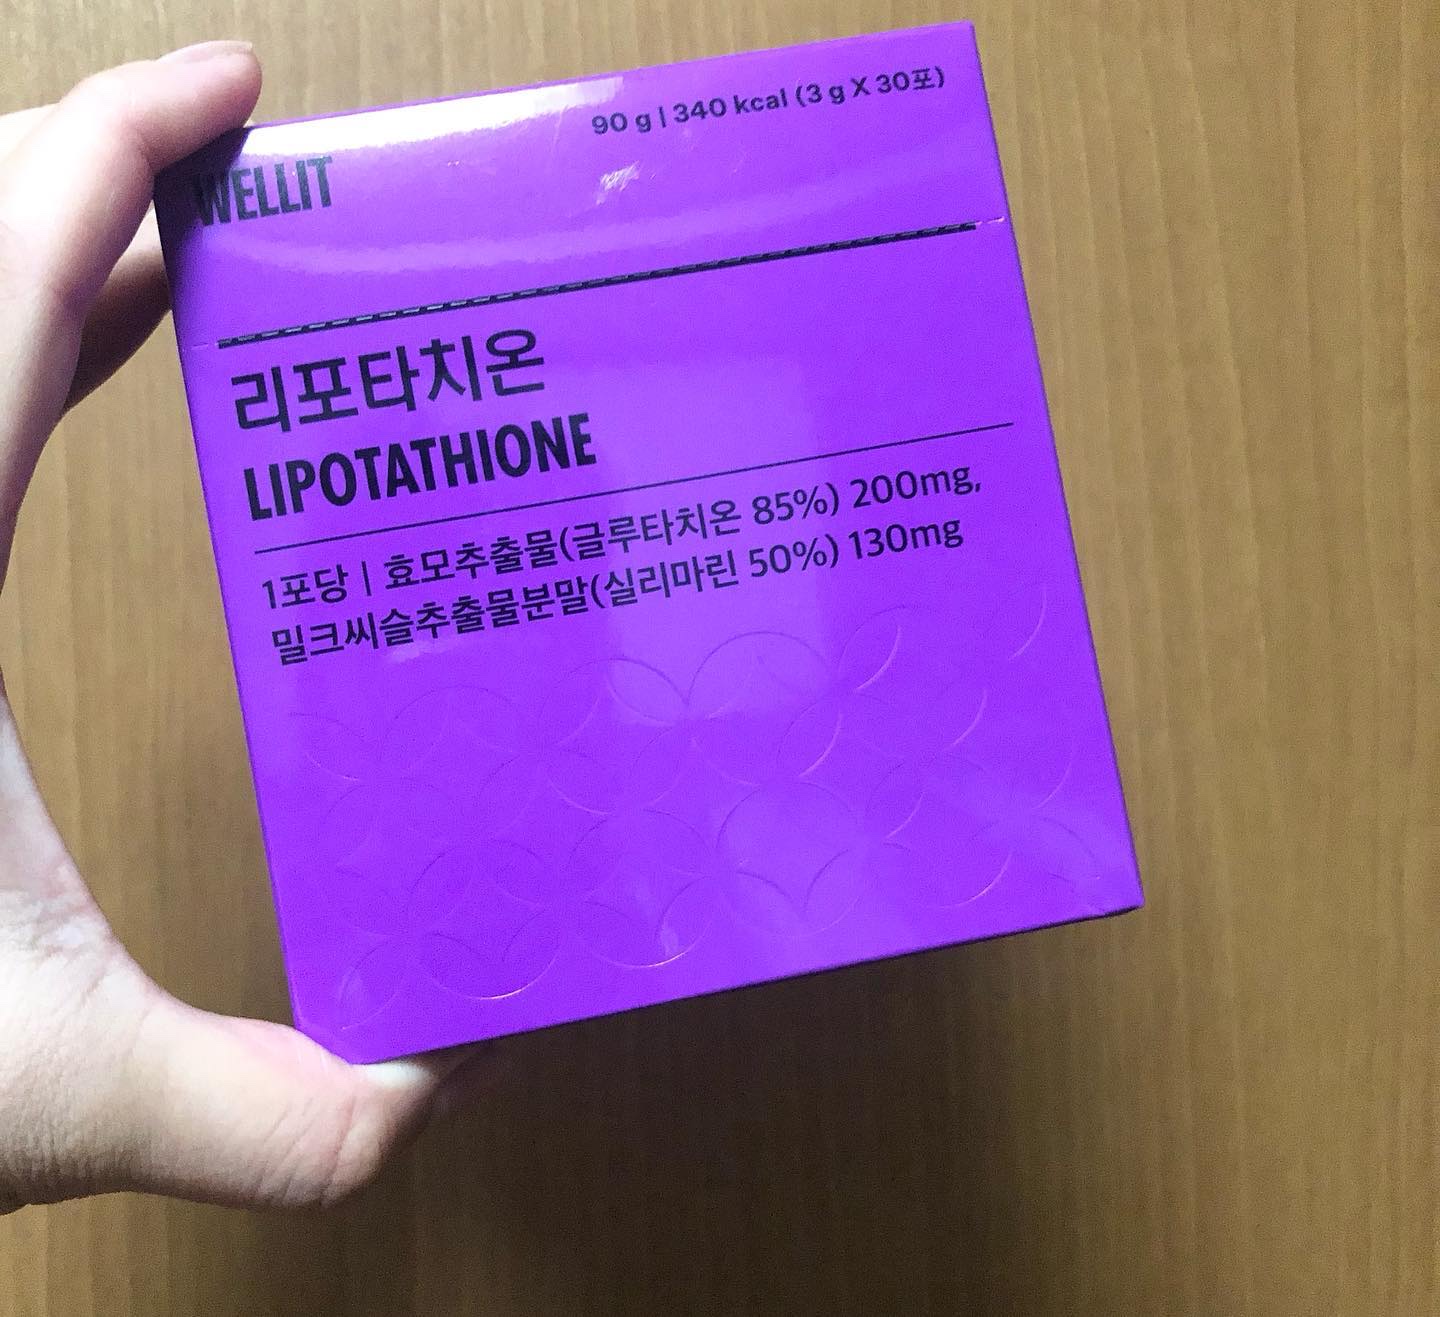 90 g | 340 kcal (3 g X 30포)
WELLIT
리포타치온
LIPOTATHIONE
1포당 | 효모추출물(글루타치온 85%) 200mg,
밀크씨슬추출물분말(실리마린 50%) 130mg